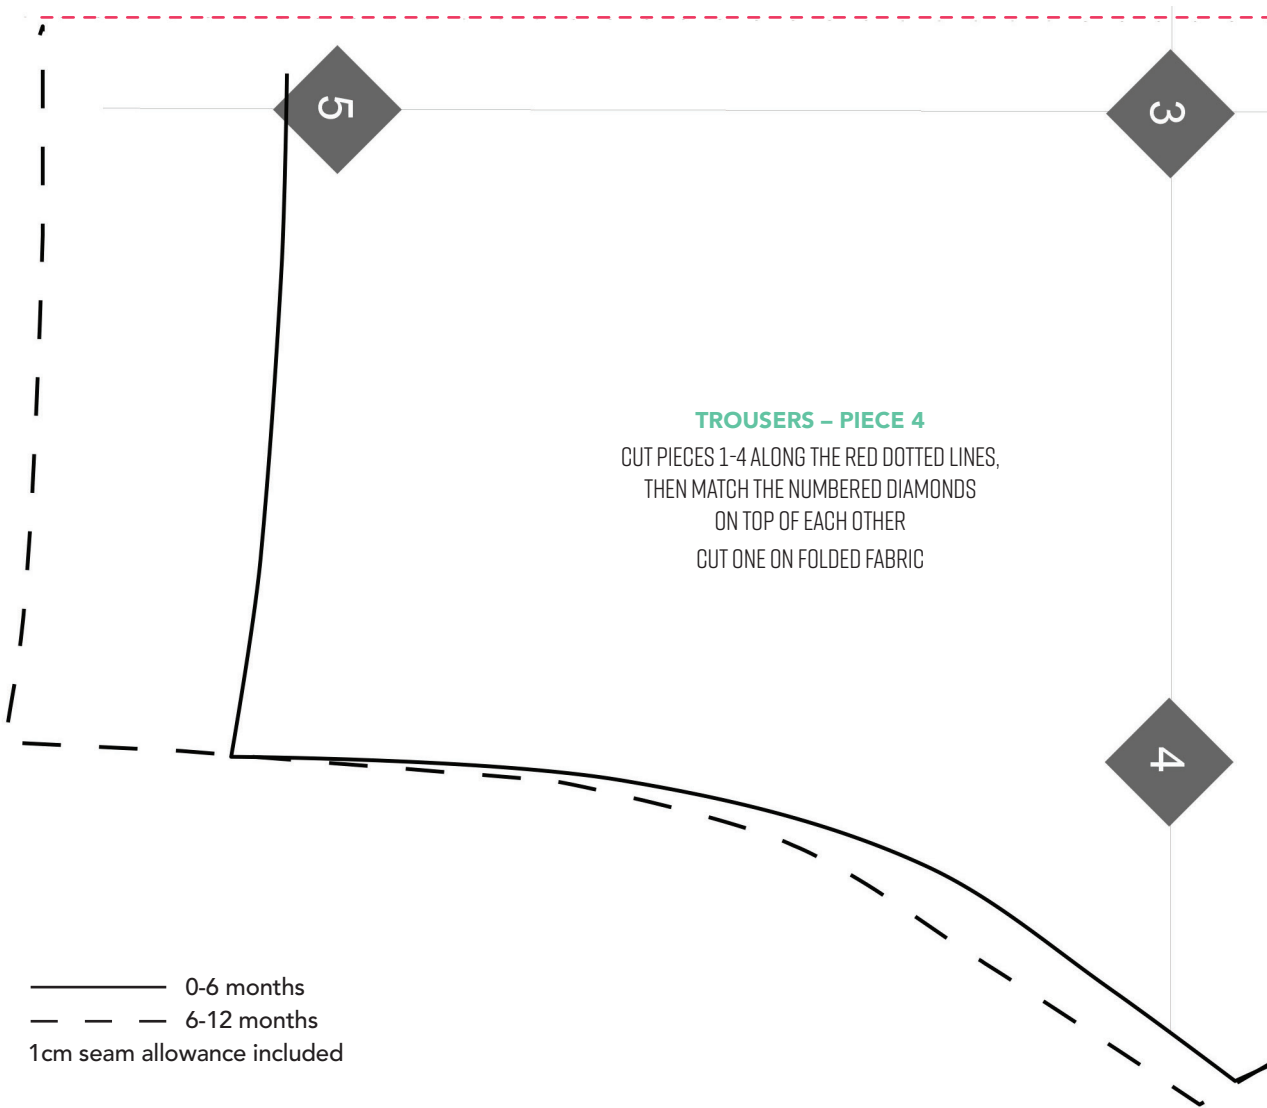 5
3
TROUSERS – PIECE 4
CUT PIECES 1-4 ALONG THE RED DOTTED LINES,
THEN MATCH THE NUMBERED DIAMONDS
ON TOP OF EACH OTHER
CUT ONE ON FOLDED FABRIC
4
0-6 months
6-12 months
1cm seam allowance included